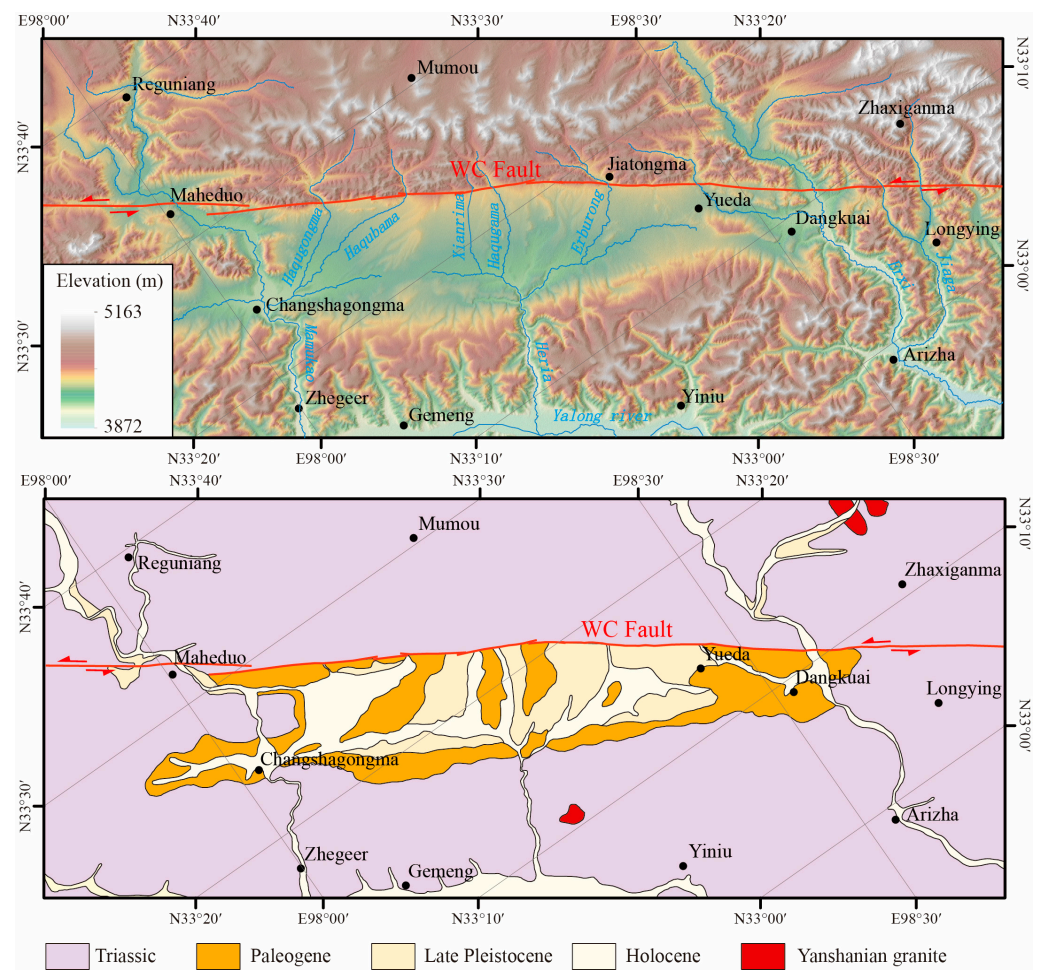 E98°00′ N33°40′ N33°30′ E98°30′ N33°20′
N33°10′
Mumou
Reguniang
Zhaxiganma
N33°40′
WC Fault
Jiatongma
Maheduo
Yueda
Dangkuai
Longying
Haqugongma
Haqubama
Xianrima
Haqugama
Erburong
N33°00′
Elevation (m)
5163
3872
Changshagongma
Jiaga
N33°30′
Heria
Arizha
Zhegeer
Gemeng
Yalong river
Yiniu
N33°20′ E98°00′ N33°10′ N33°00′ E98°30′
E98°00′ N33°40′ N33°30′ E98°30′ N33°20′
N33°10′
Mumou
Reguniang
Zhaxiganma
N33°40′
WC Fault
Maheduo
Yueda
Dangkuai
Longying
N33°00′
Changshagongma
N33°30′
Arizha
Zhegeer
Gemeng
Yiniu
N33°20′ E98°00′ N33°10′ N33°00′ E98°30′
Triassic Paleogene Late Pleistocene Holocene Yanshanian granite